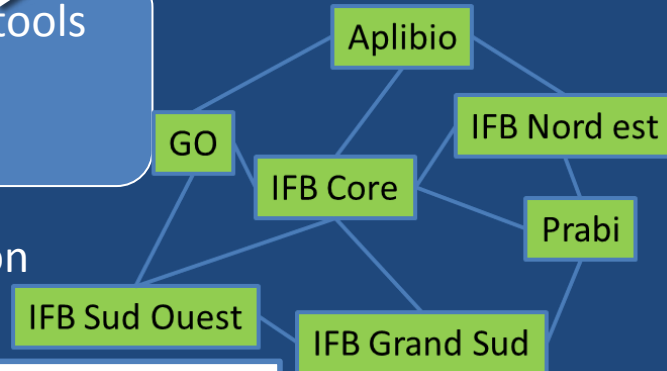 tools
Aplibio
IFB Nord est
GO
IFB Core
Prabi
on
IFB Sud Ouest
IFB Grand Sud